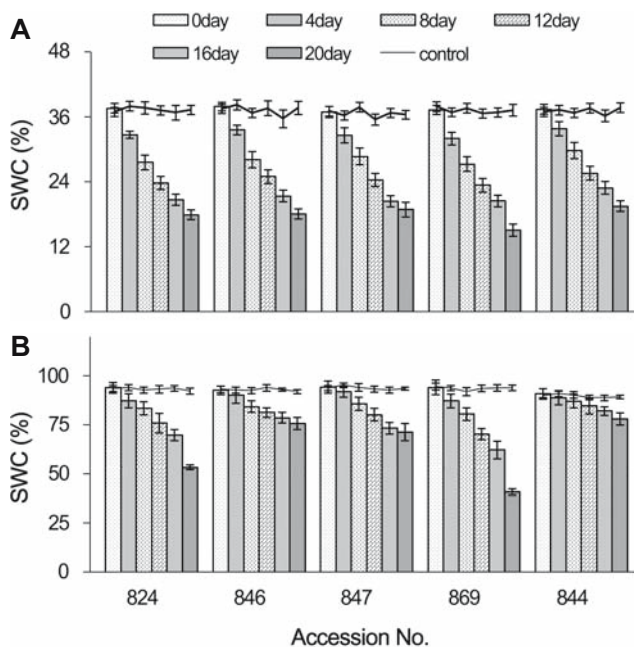 A
0day 4day 8day 12day
16day 20day control
48
36
24
12
0
SWC (%)
B
100
75
50
25
0
SWC (%)
824 846 847 869 844
Accession No.